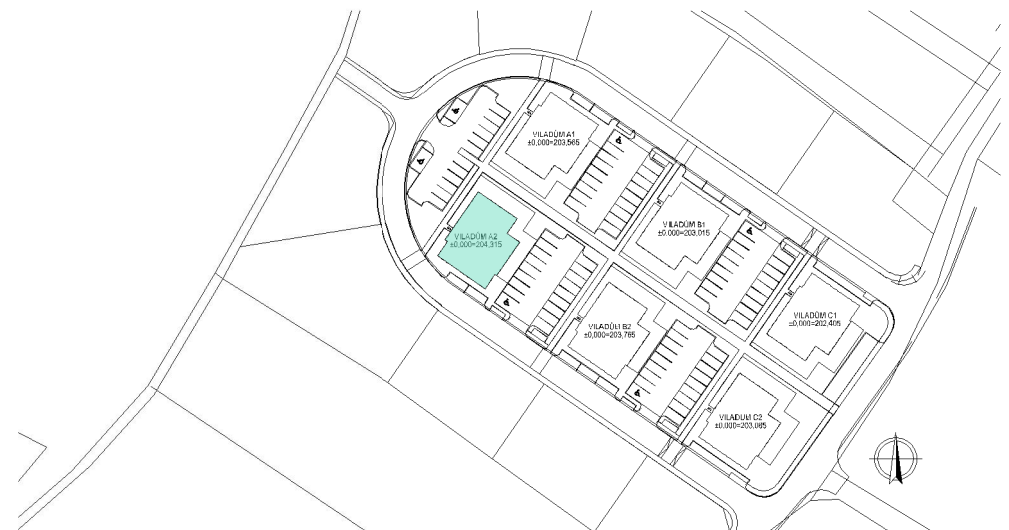 VILADŮM A1
±0,000=203,565
VILADŮM A2
±0,000=204,315
VILADŮM B1
±0,000=203,015
VILADŮM B2
±0,000=203,765
VILADŮM C1
±0,000=202,405
VILADŮM C2
±0,000=203,065